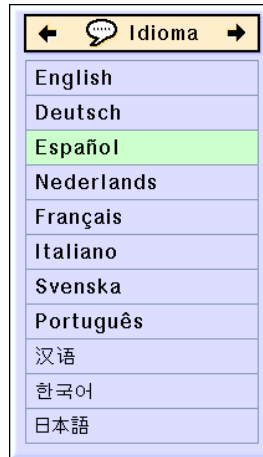 Idioma
English
Deutsch
Español
Nederlands
Français
Italiano
Svenska
Português
汉语
한국어
日本語